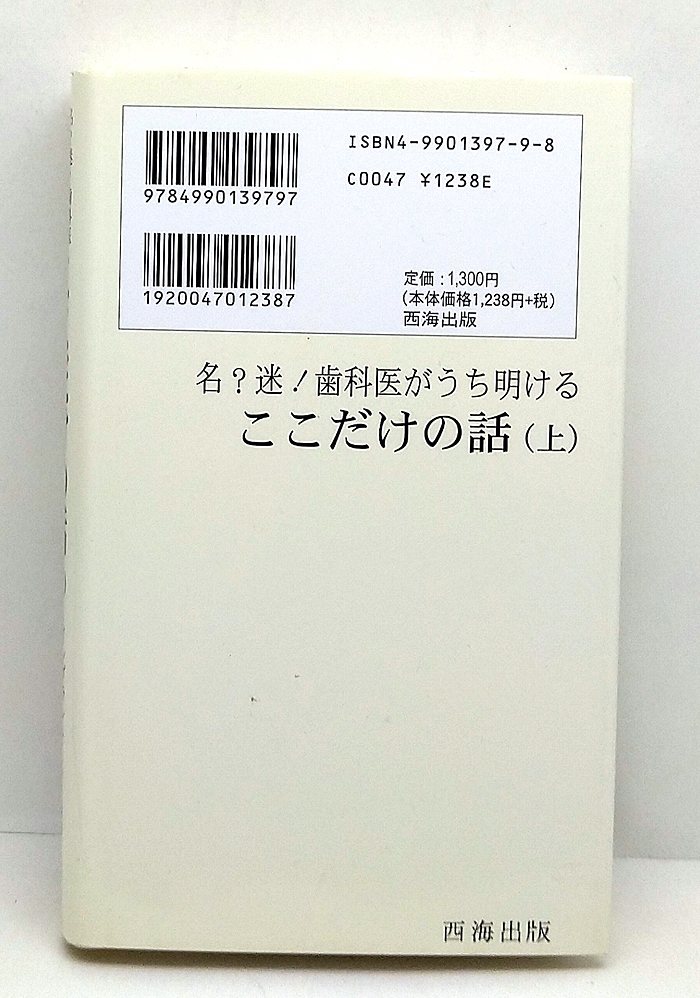 ISBN4-9901397-9-8
9784990139797
C0047 ¥1238E
1920047012387
定価：1,300円
（本体価格1,238円+税）
西海出版
名？迷！歯科医がうち明ける
ここだけの話（上）
西海出版